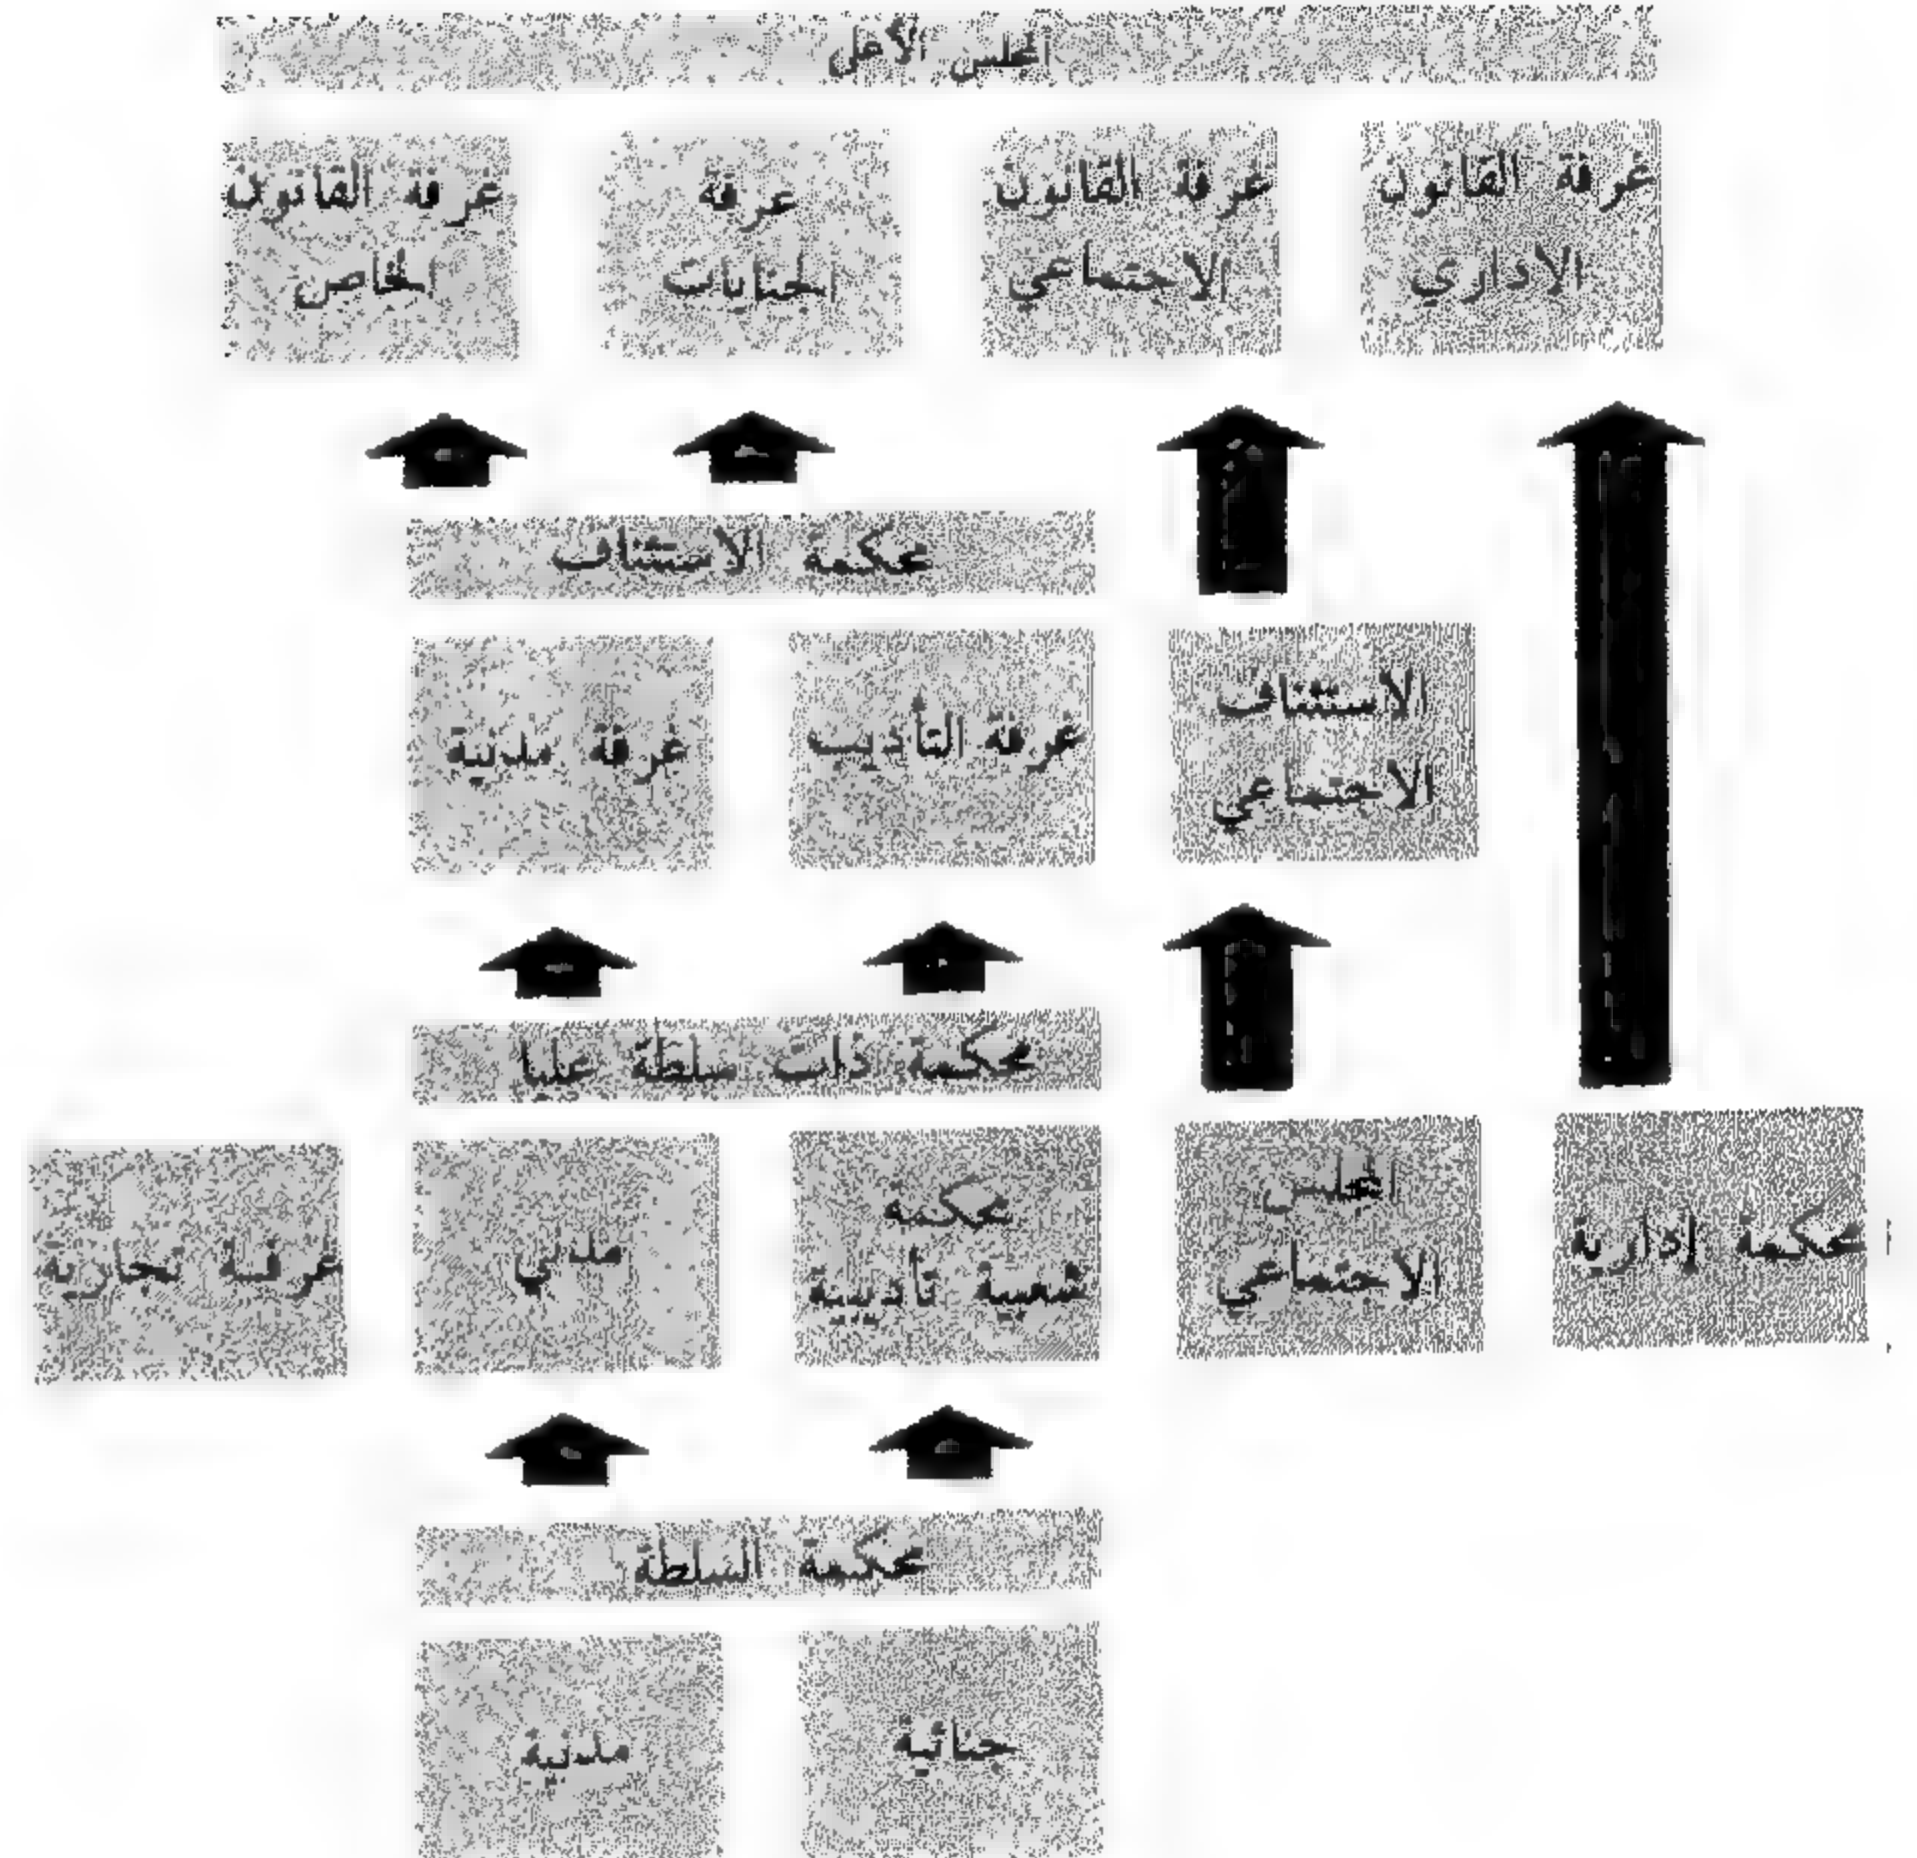 المجلس الأعلى
غرفة القانون
الاداري
غرفة القانون
الاجتماعي
غرفة
الجنايات
غرفة القانون
الخاص
محكمة الاستئناف
الاستئناف
الاجتماعي
غرفة التأديب
غرفة مدنية
محكمة ذات سلطة عليا
محكمة إدارية
المجلس
الاجتماعي
محكمة
شعبية تأديبية
مدني
غرفة تجارية
محكمة السلطة
جنائية
مدنية